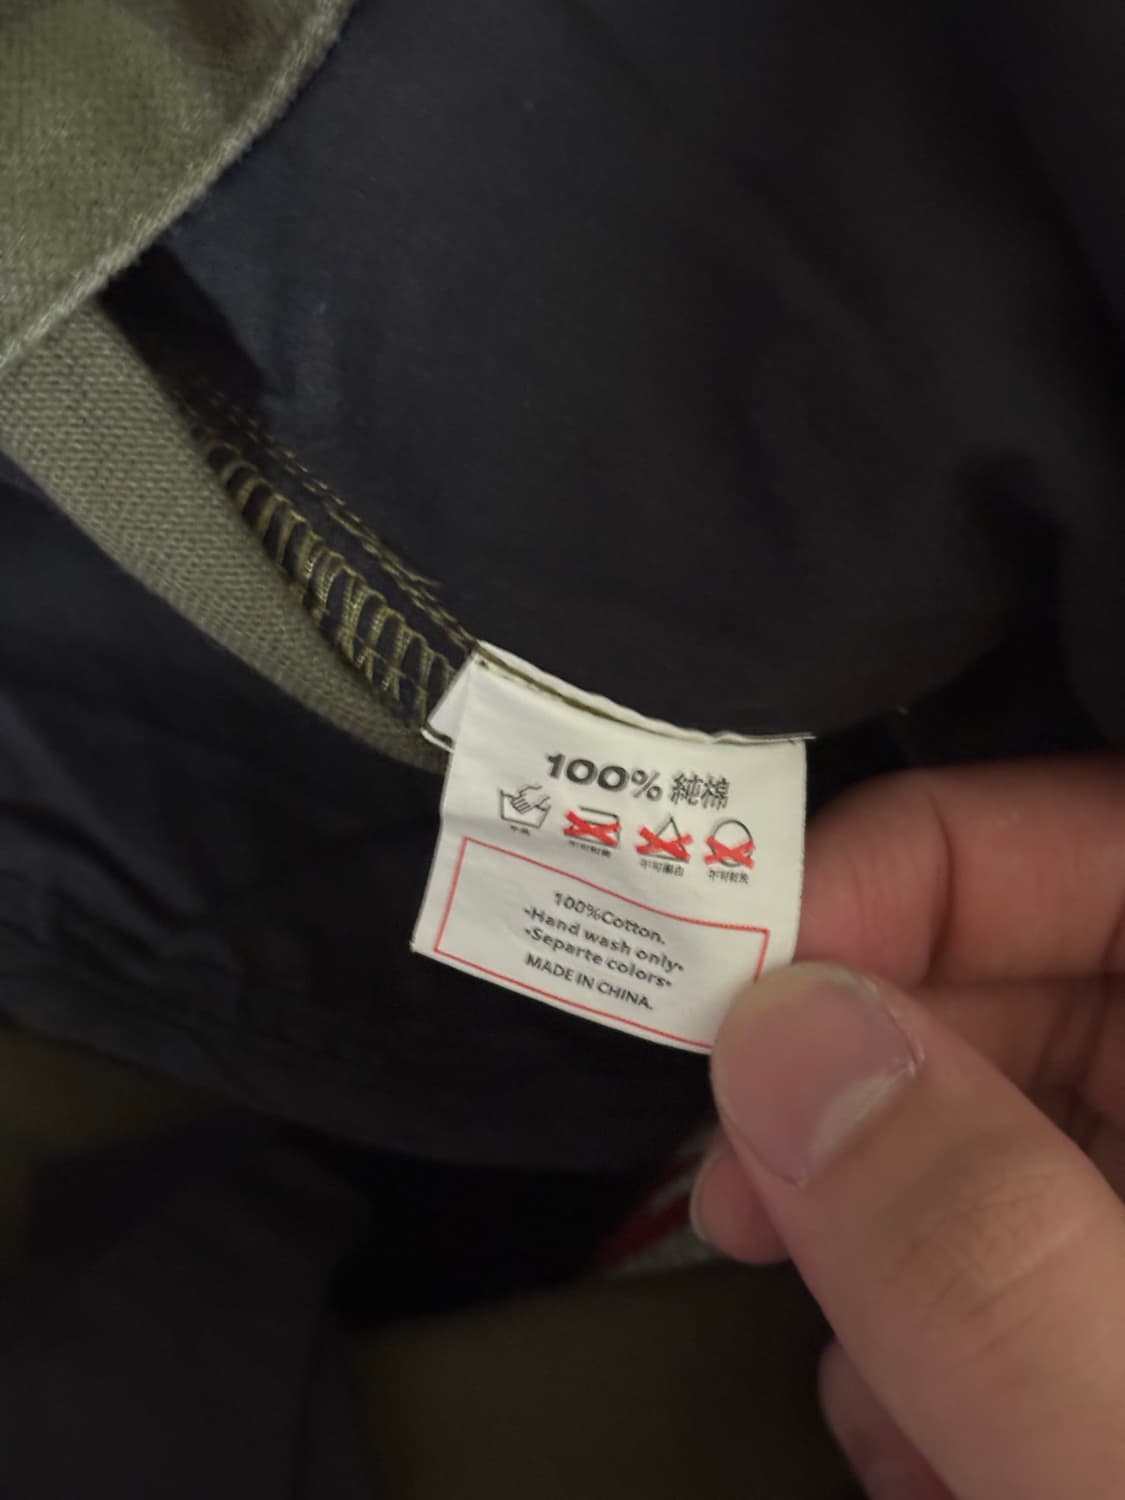 100% 純棉
100%Cotton.
-Hand wash only-
-Separte colors-
MADE IN CHINA.